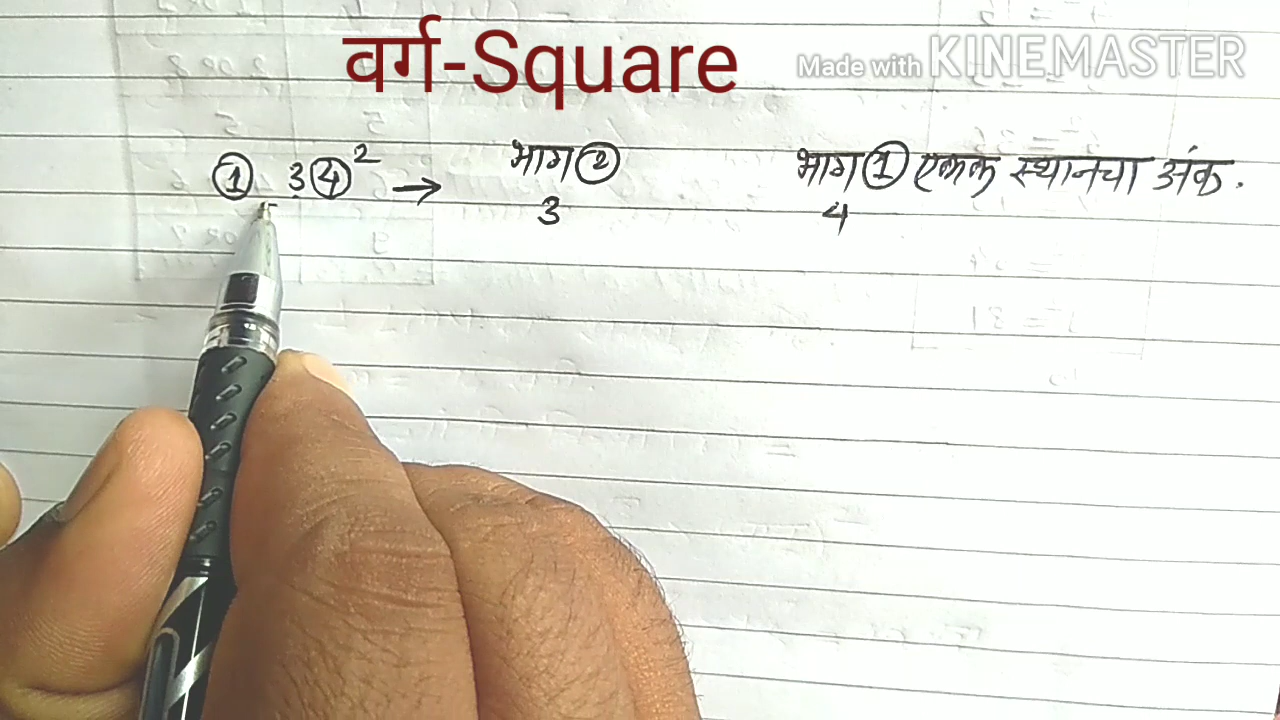 वर्ग-Square
Made with KINEMASTER
① 3④² → भाग② भाग① एकक स्थानचा अंक.
3 4